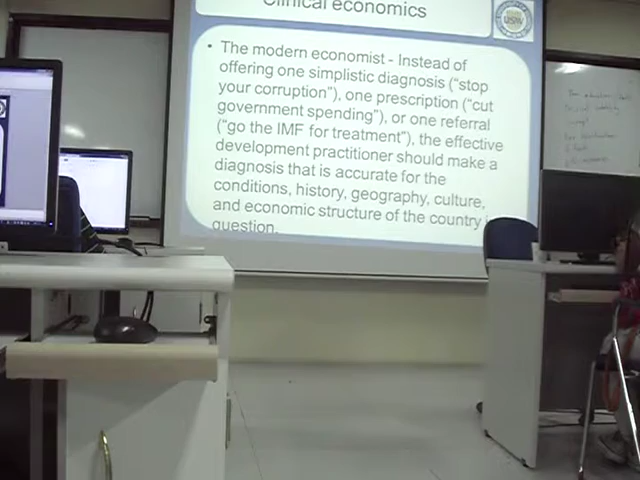 Clinical economics
• The modern economist - Instead of
offering one simplistic diagnosis (“stop
your corruption”), one prescription (“cut
government spending”), or one referral
(“go the IMF for treatment”), the effective
development practitioner should make a
diagnosis that is accurate for the
conditions, history, geography, culture,
and economic structure of the country
question.